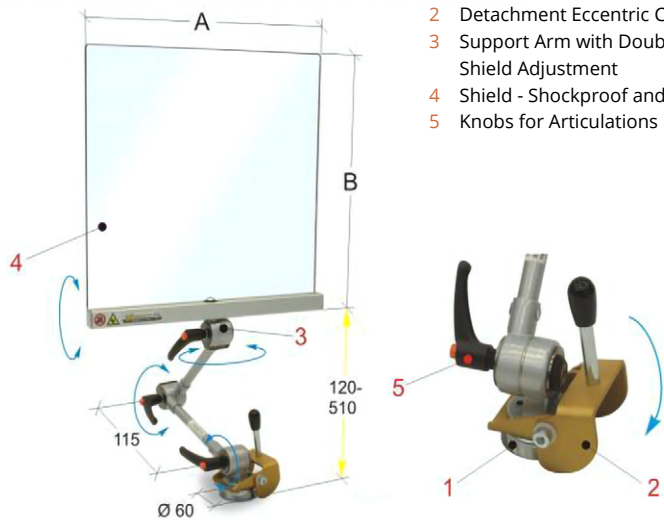 2 Detachment Eccentric
3 Support Arm with
Shield Adjustment
4 Shield - Shockproof and
5 Knobs for Articulations
A
B
4
3
120-
510
5
115
1
2
Ø 60